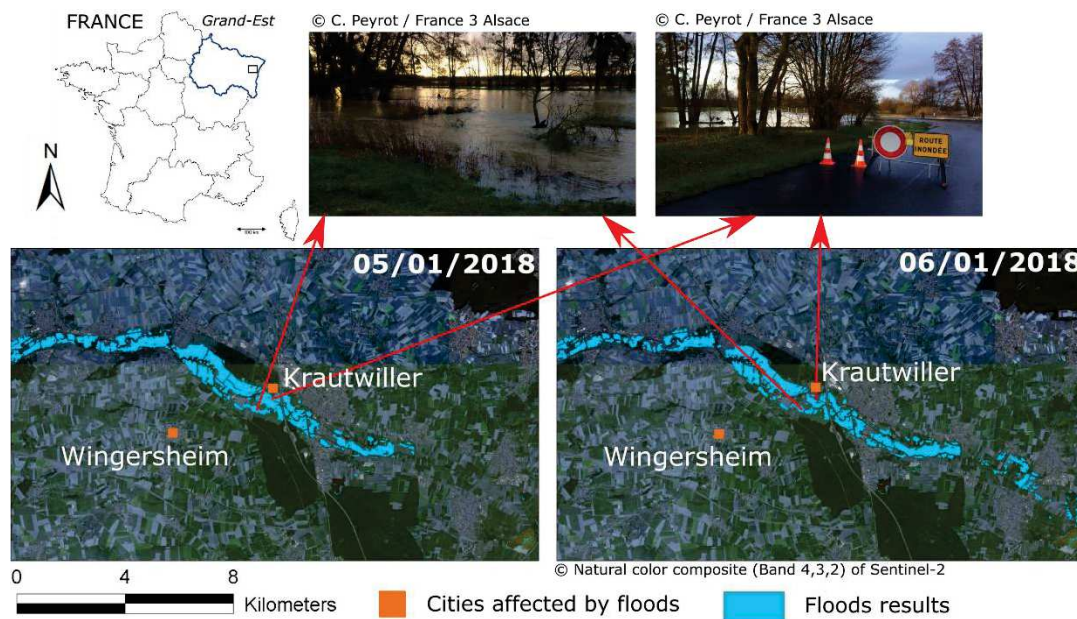 FRANCE
Grand-Est
N
© C. Peyrot / France 3 Alsace
© C. Peyrot / France 3 Alsace
ROUTE
INONDÉE
05/01/2018
Krautwiller
Wingersheim
06/01/2018
Krautwiller
Wingersheim
© Natural color composite (Band 4,3,2) of Sentinel-2
0 4 8
Kilometers
Cities affected by floods
Floods results